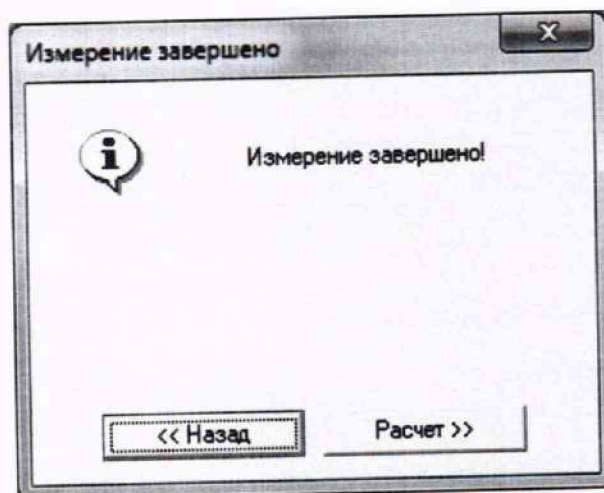 Измерение завершено
Измерение завершено!
<< Назад
Расчет >>